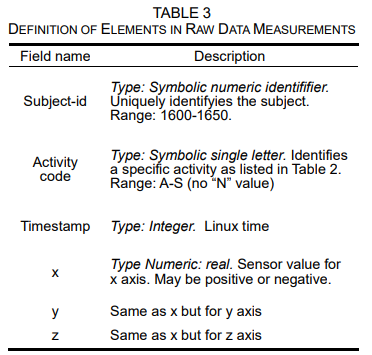 TABLE 3
DEFINITION OF ELEMENTS IN RAW DATA MEASUREMENTS
Field name Description
Type: Symbolic numeric identififier.
Subject-id Uniquely identifyies the subject.
Range: 1600-1650.
Type: Symbolic single letter. Identifies
Activity code a specific activity as listed in Table 2.
Range: A-S (no “N” value)
Timestamp Type: Integer. Linux time
x Type Numeric: real. Sensor value for
x axis. May be positive or negative.
y Same as x but for y axis
z Same as x but for z axis